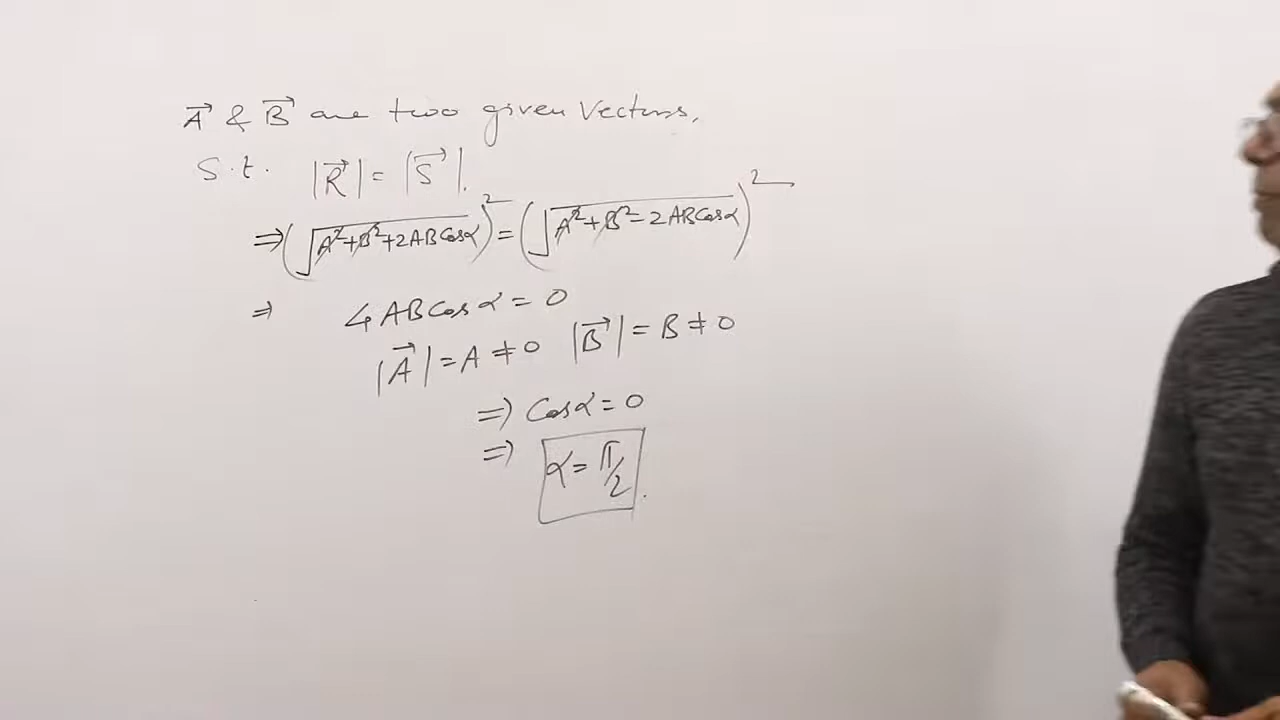 A⃗ & B⃗ are two given Vectors,
S.t. |R⃗| = |S⃗|.
⇒ (√(A²+B²+2ABCosα))² = (√(A²+B²-2ABCosα))²
⇒ 4ABCosα = 0
|A⃗| = A ≠ 0 |B⃗| = B ≠ 0
⇒ Cosα = 0
⇒ α = π/2.